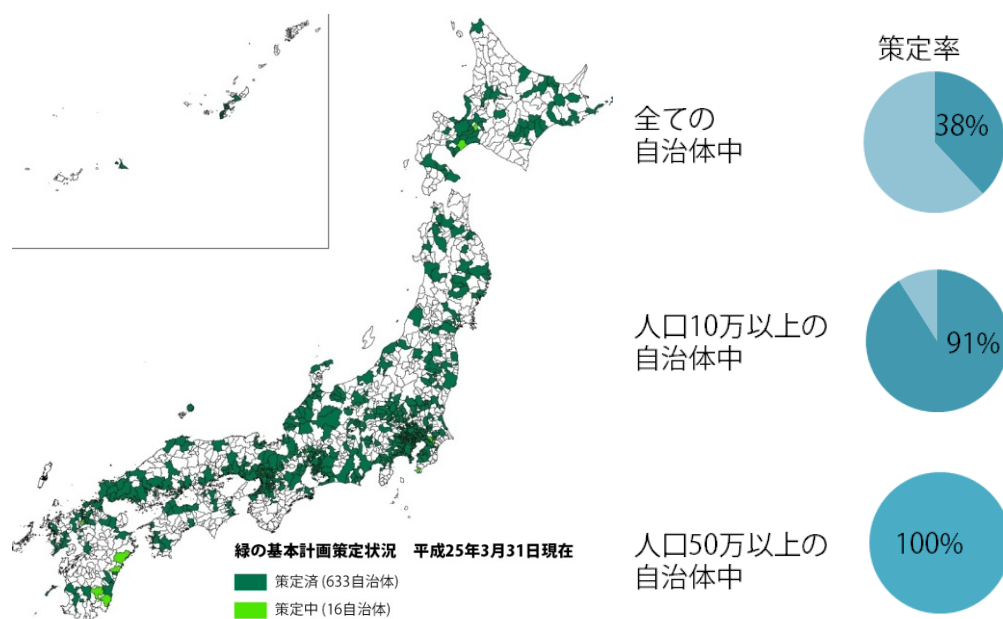 策定率
全ての
自治体中
38%
人口10万以上の
自治体中
91%
人口50万以上の
自治体中
100%
緑の基本計画策定状況　平成25年3月31日現在
策定済 (633自治体)
策定中 (16自治体)